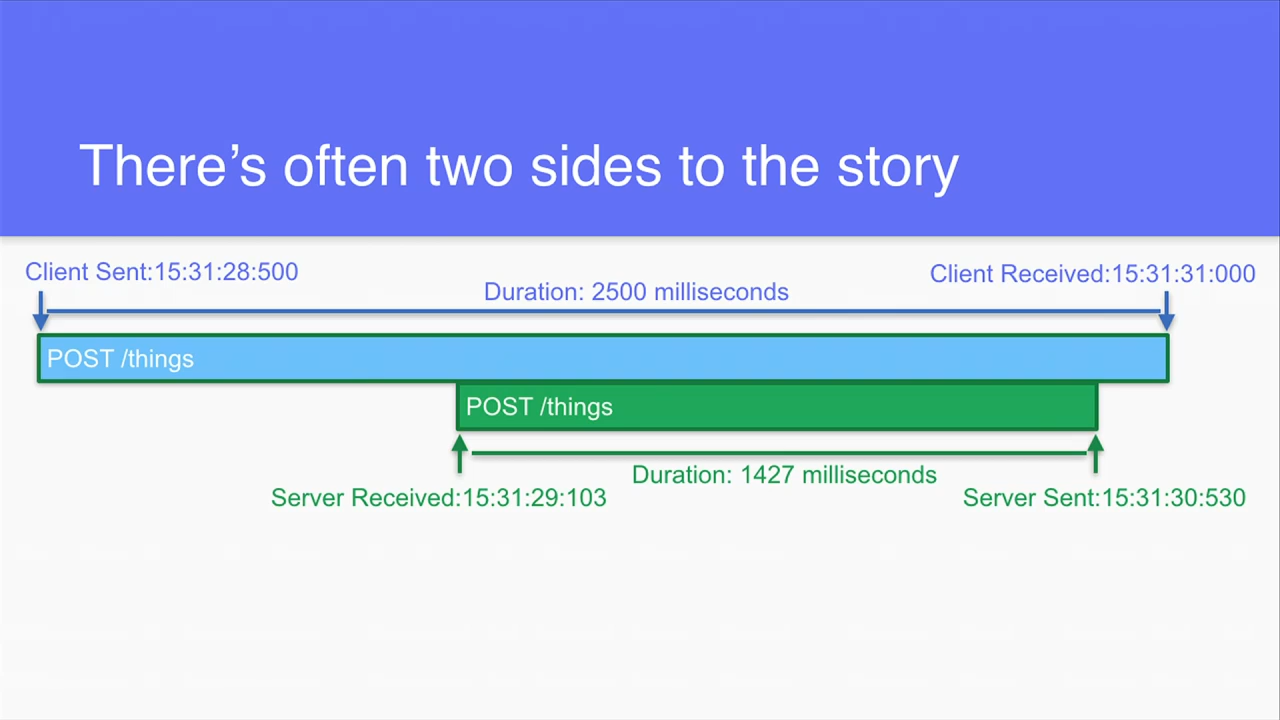 There’s often two sides to the story
Client Sent:15:31:28:500
Client Received:15:31:31:000
Duration: 2500 milliseconds
POST /things
POST /things
Duration: 1427 milliseconds
Server Received:15:31:29:103
Server Sent:15:31:30:530